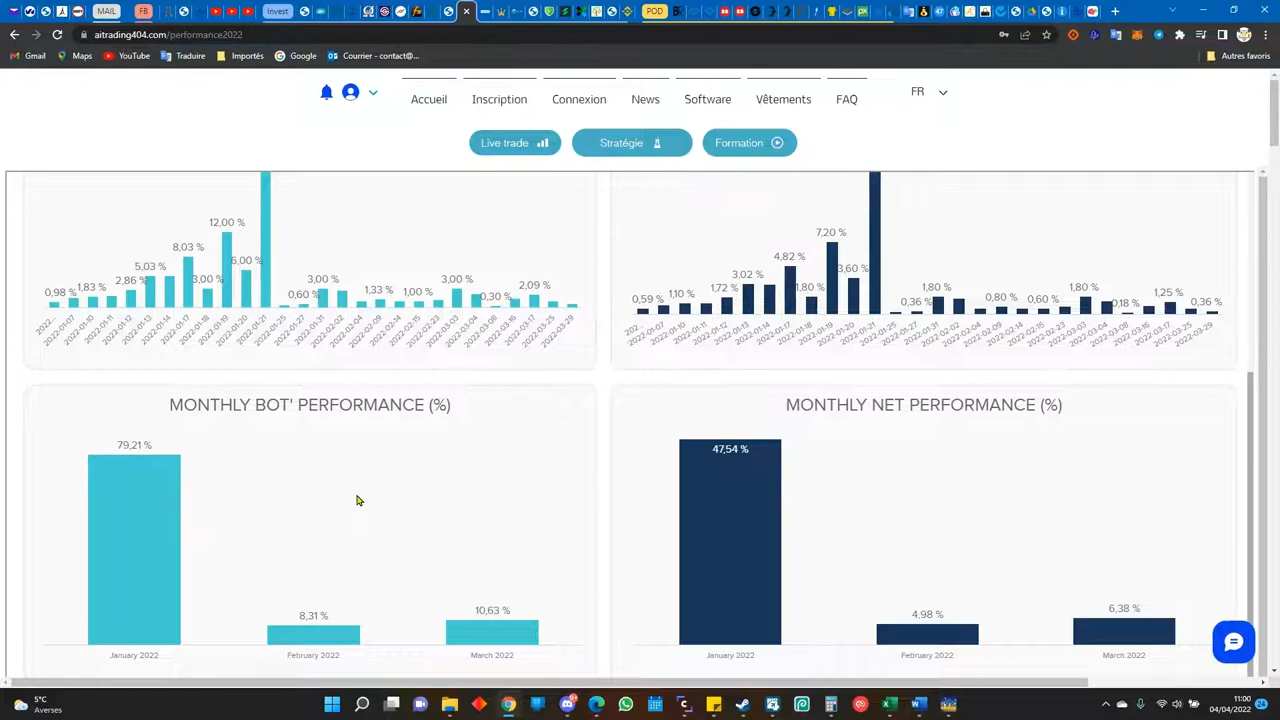 MAIL FB Invest POD
aitrading404.com/performance2022
Gmail Maps YouTube Traduire Importés Google Courrier - contact@... Autres favoris
Accueil Inscription Connexion News Software Vêtements FAQ FR
Live trade Stratégie Formation
0,98 % 1,83 % 2,86 % 5,03 % 8,03 % 3,00 % 12,00 % 6,00 % 0,60 % 3,00 % 1,33 % 1,00 % 3,00 % 0,30 % 2,09 %
0,59 % 1,10 % 1,72 % 3,02 % 4,82 % 1,80 % 7,20 % 3,60 % 0,36 % 1,80 % 0,80 % 0,60 % 1,80 % 0,18 % 1,25 % 0,36 %
MONTHLY BOT' PERFORMANCE (%)
79,21 %
8,31 %
10,63 %
January 2022 February 2022 March 2022
MONTHLY NET PERFORMANCE (%)
47,54 %
4,98 %
6,38 %
January 2022 February 2022 March 2022
5°C
Averses
11:00
04/04/2022